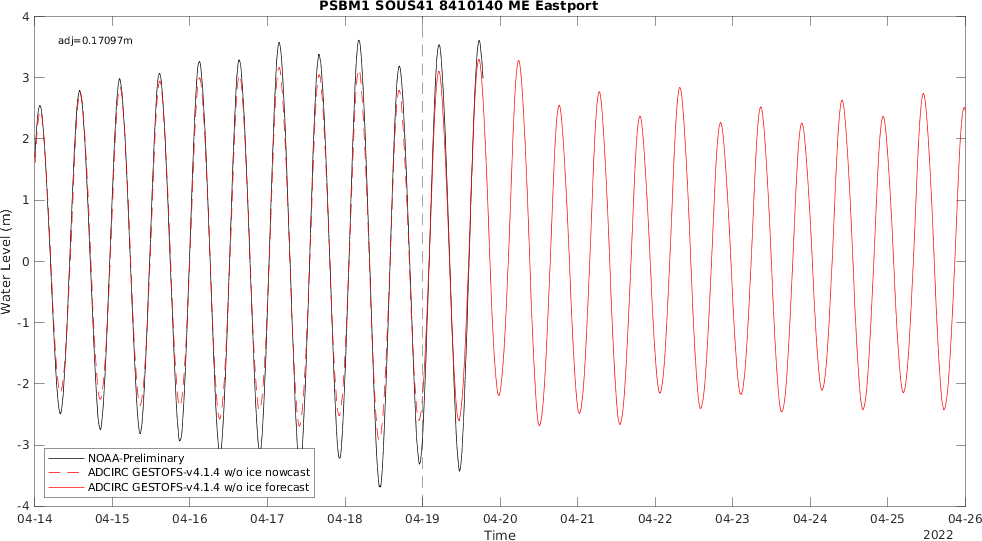 PSBM1 SOUS41 8410140 ME Eastport
adj=0.17097m
4
3
2
1
0
-1
-2
-3
-4
Water Level (m)
NOAA-Preliminary
ADCIRC GESTOFS-v4.1.4 w/o ice nowcast
ADCIRC GESTOFS-v4.1.4 w/o ice forecast
04-14 04-15 04-16 04-17 04-18 04-19 04-20 04-21 04-22 04-23 04-24 04-25 04-26
Time
2022